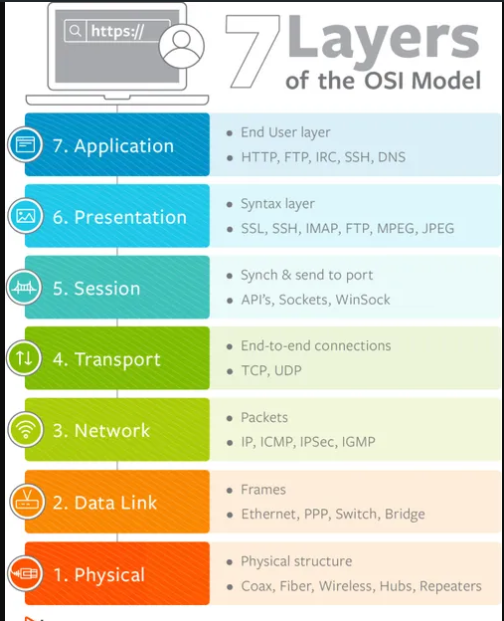 https://
7 Layers
of the OSI Model
7. Application
• End User layer
• HTTP, FTP, IRC, SSH, DNS
6. Presentation
• Syntax layer
• SSL, SSH, IMAP, FTP, MPEG, JPEG
5. Session
• Synch & send to port
• API's, Sockets, WinSock
4. Transport
• End-to-end connections
• TCP, UDP
3. Network
• Packets
• IP, ICMP, IPSec, IGMP
2. Data Link
• Frames
• Ethernet, PPP, Switch, Bridge
1. Physical
• Physical structure
• Coax, Fiber, Wireless, Hubs, Repeaters